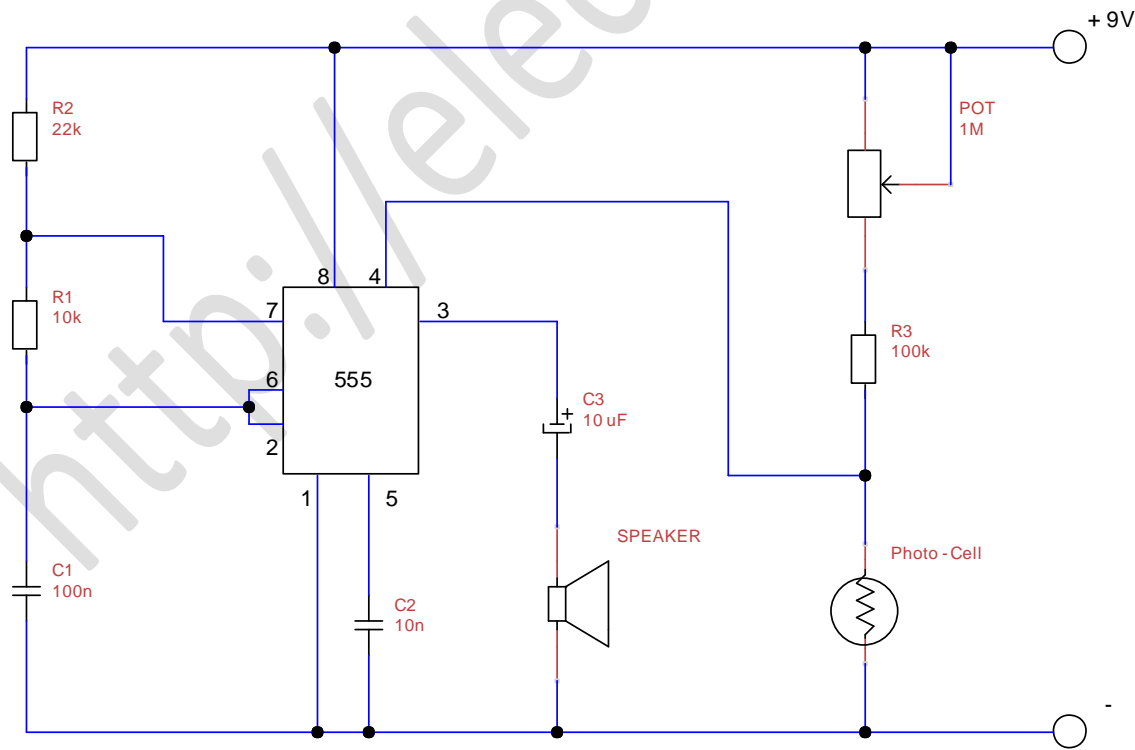 + 9V
R2
22k
POT
1M
8
4
R1
10k
7
3
R3
100k
6
555
C3
+
10 uF
2
1
5
SPEAKER
Photo - Cell
C1
100n
C2
10n
-
http://elec